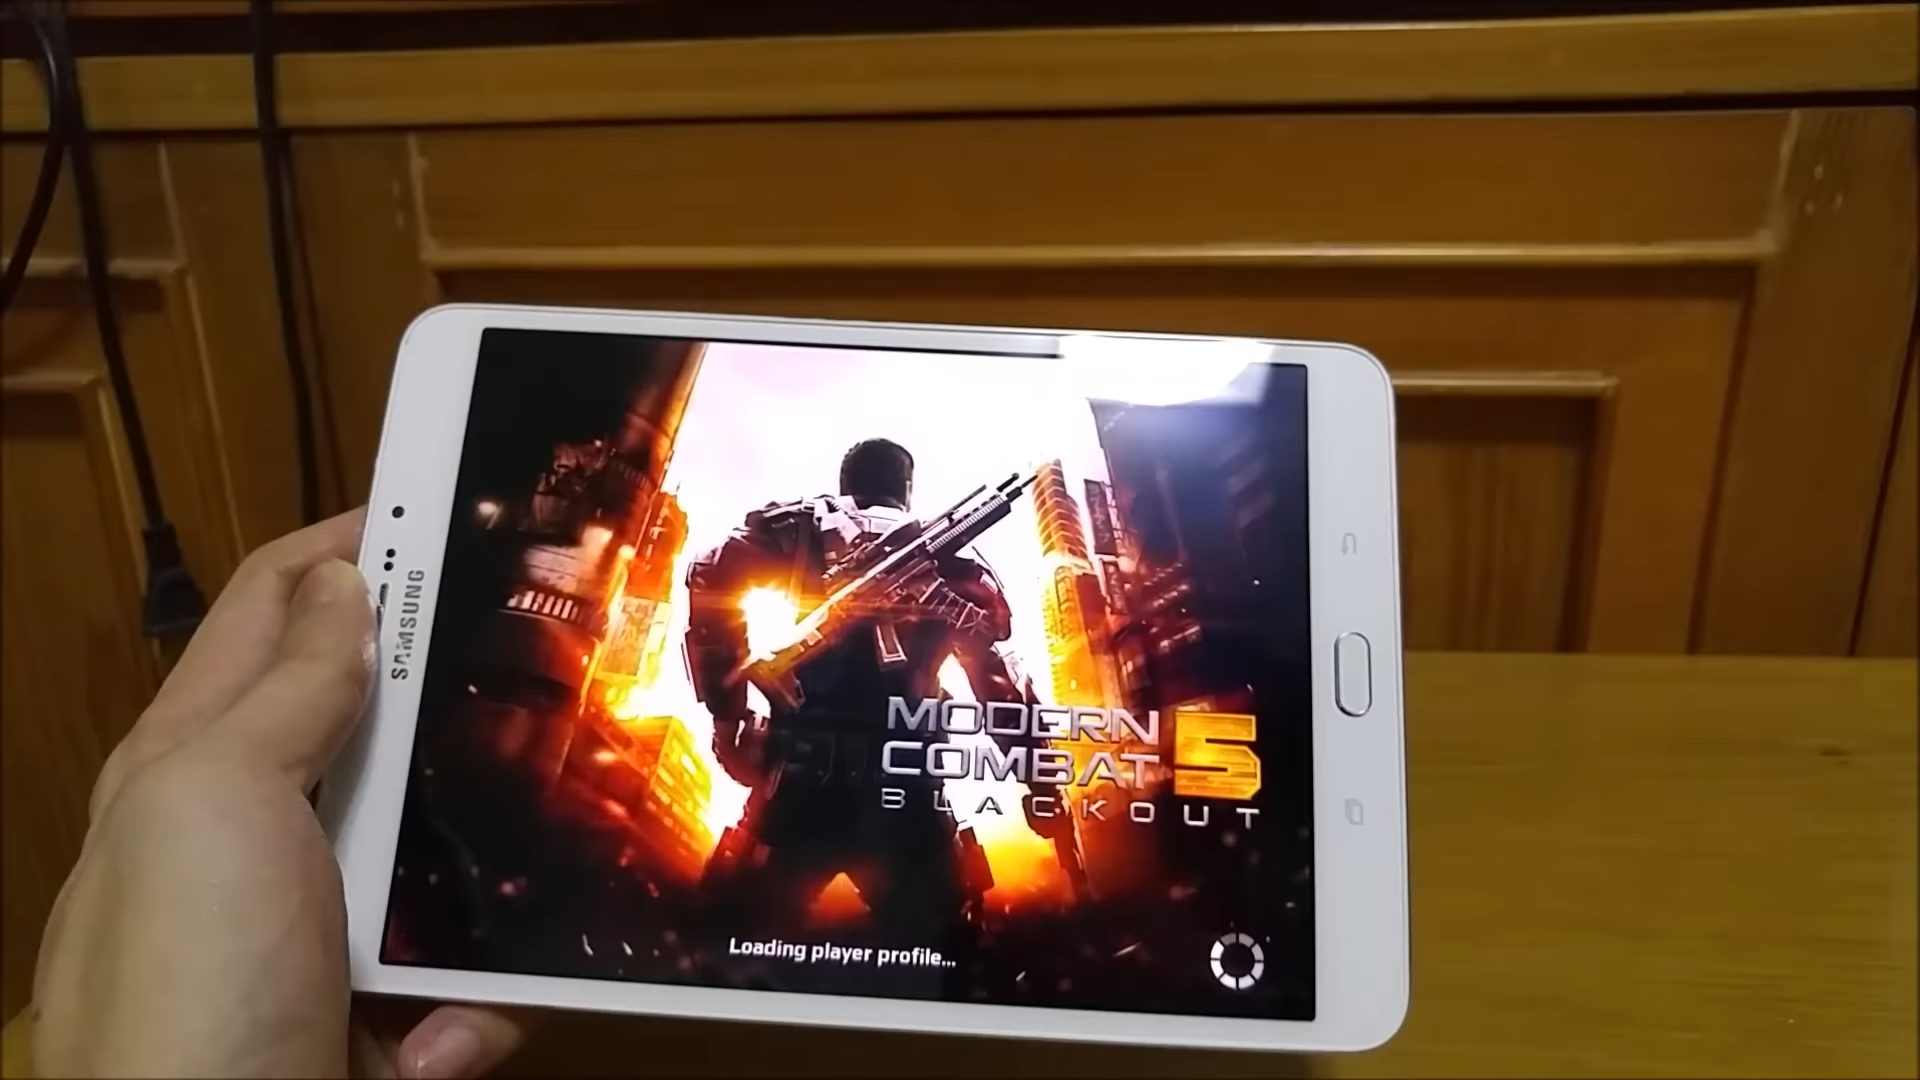 SAMSUNG
MODERN
COMBAT 5
BLACKOUT
Loading player profile...